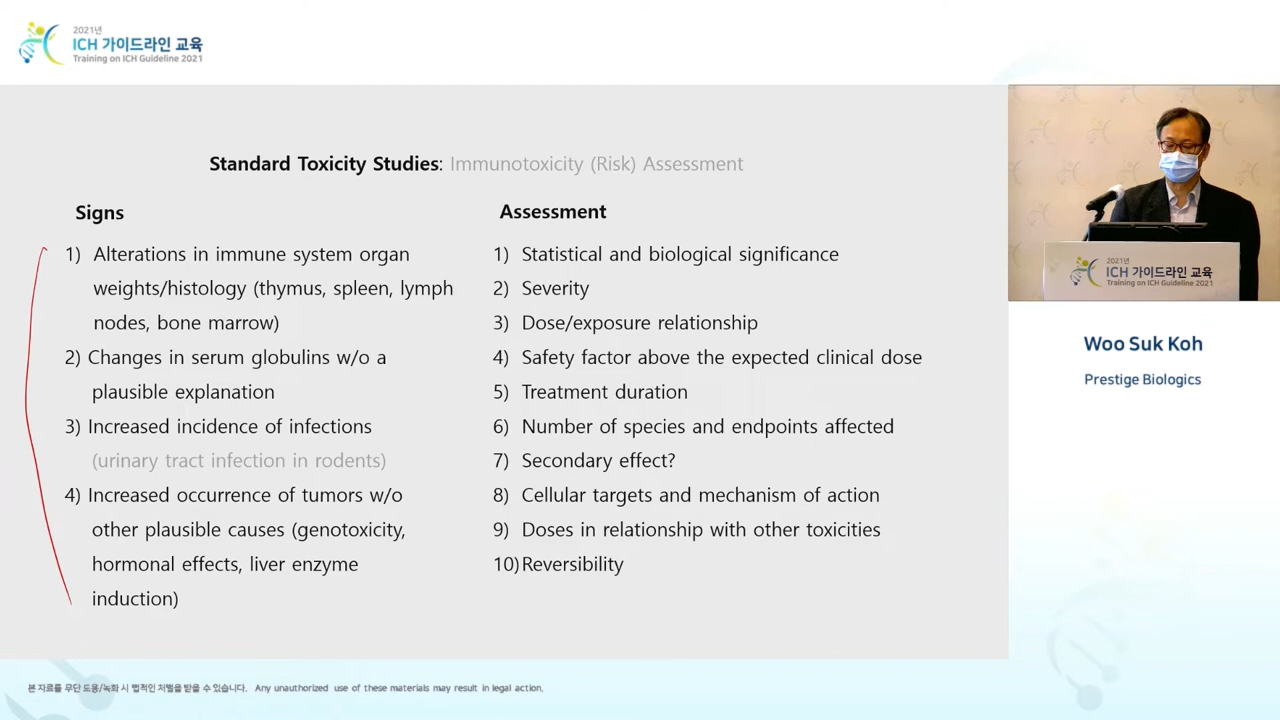 2021년
ICH 가이드라인 교육
Training on ICH Guideline 2021
Standard Toxicity Studies: Immunotoxicity (Risk) Assessment
Signs
1) Alterations in immune system organ
weights/histology (thymus, spleen, lymph
nodes, bone marrow)
2) Changes in serum globulins w/o a
plausible explanation
3) Increased incidence of infections
(urinary tract infection in rodents)
4) Increased occurrence of tumors w/o
other plausible causes (genotoxicity,
hormonal effects, liver enzyme
induction)
Assessment
1) Statistical and biological significance
2) Severity
3) Dose/exposure relationship
4) Safety factor above the expected clinical dose
5) Treatment duration
6) Number of species and endpoints affected
7) Secondary effect?
8) Cellular targets and mechanism of action
9) Doses in relationship with other toxicities
10) Reversibility
2021년
ICH 가이드라인 교육
Training on ICH Guideline 2021
Woo Suk Koh
Prestige Biologics
본 자료를 무단 도용/녹화 시 법적인 처벌을 받을 수 있습니다. Any unauthorized use of these materials may result in legal action.